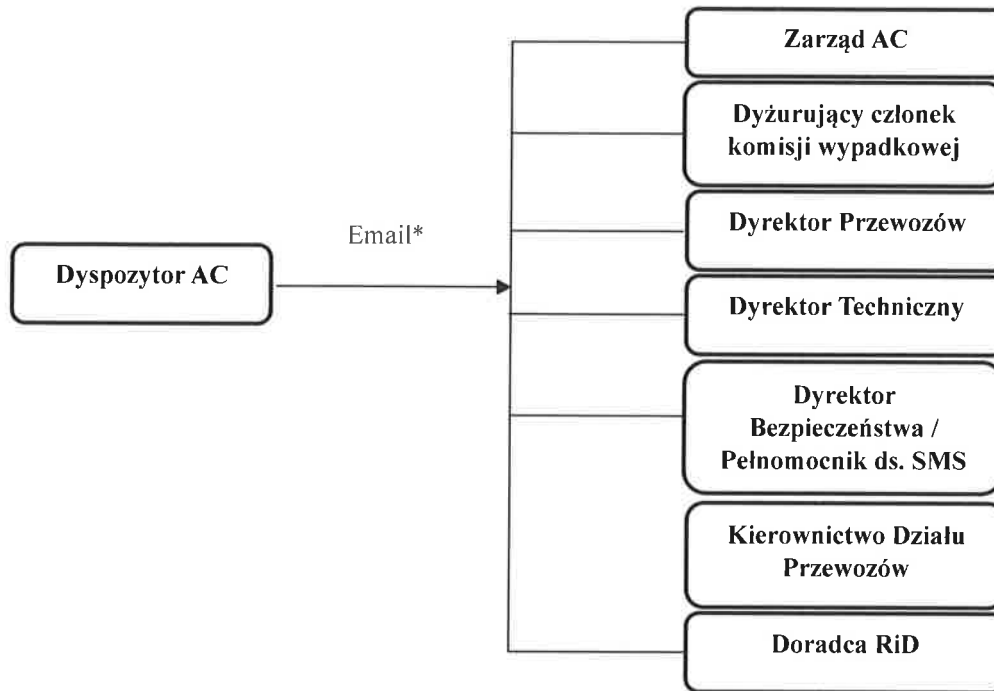 Zarząd AC
Dyżurujący członek
komisji wypadkowej
Dyrektor Przewozów
Email*
Dyspozytor AC
Dyrektor Techniczny
Dyrektor
Bezpieczeństwa /
Pełnomocnik ds. SMS
Kierownictwo Działu
Przewozów
Doradca RiD